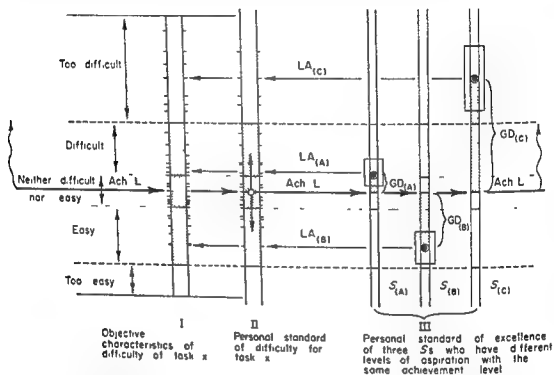 Too difficult
LA(C)
GD(C)
Difficult
LA(A)
Neither difficult
nor easy
Ach L
Ach L
GD(A)
Ach L
GD(B)
Easy
LA(B)
Too easy
S(A)
S(B)
S(C)
I
II
III
Objective
characteristics of
difficulty of task x
Personal standard
of difficulty for
task x
Personal standard of excellence
of three Ss who have different
levels of aspiration with the
same achievement level